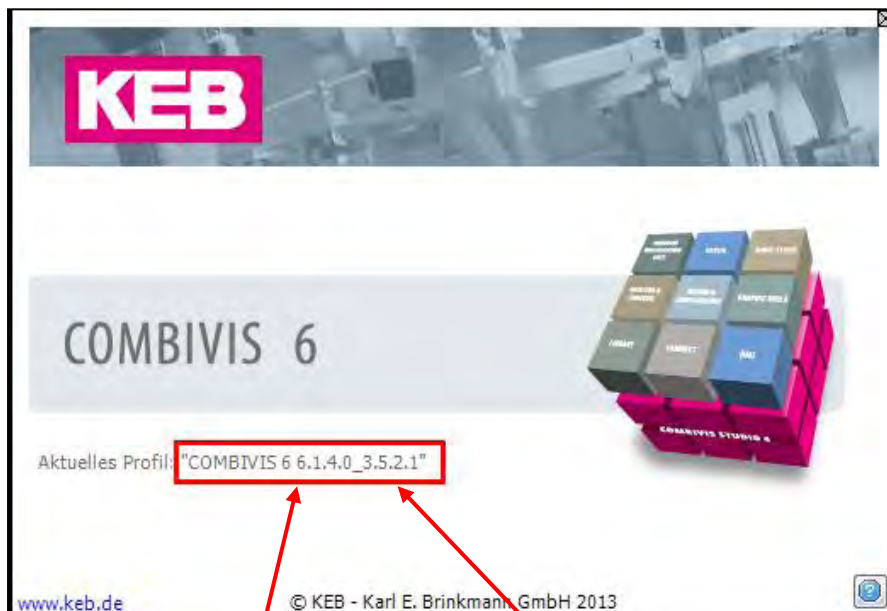 KEB
COMBIVIS 6
LIBRARY
COMBIVIS STUDIO 6
Aktuelles Profil: "COMBIVIS 6 6.1.4.0_3.5.2.1"
www.keb.de
© KEB - Karl E. Brinkmann GmbH 2013